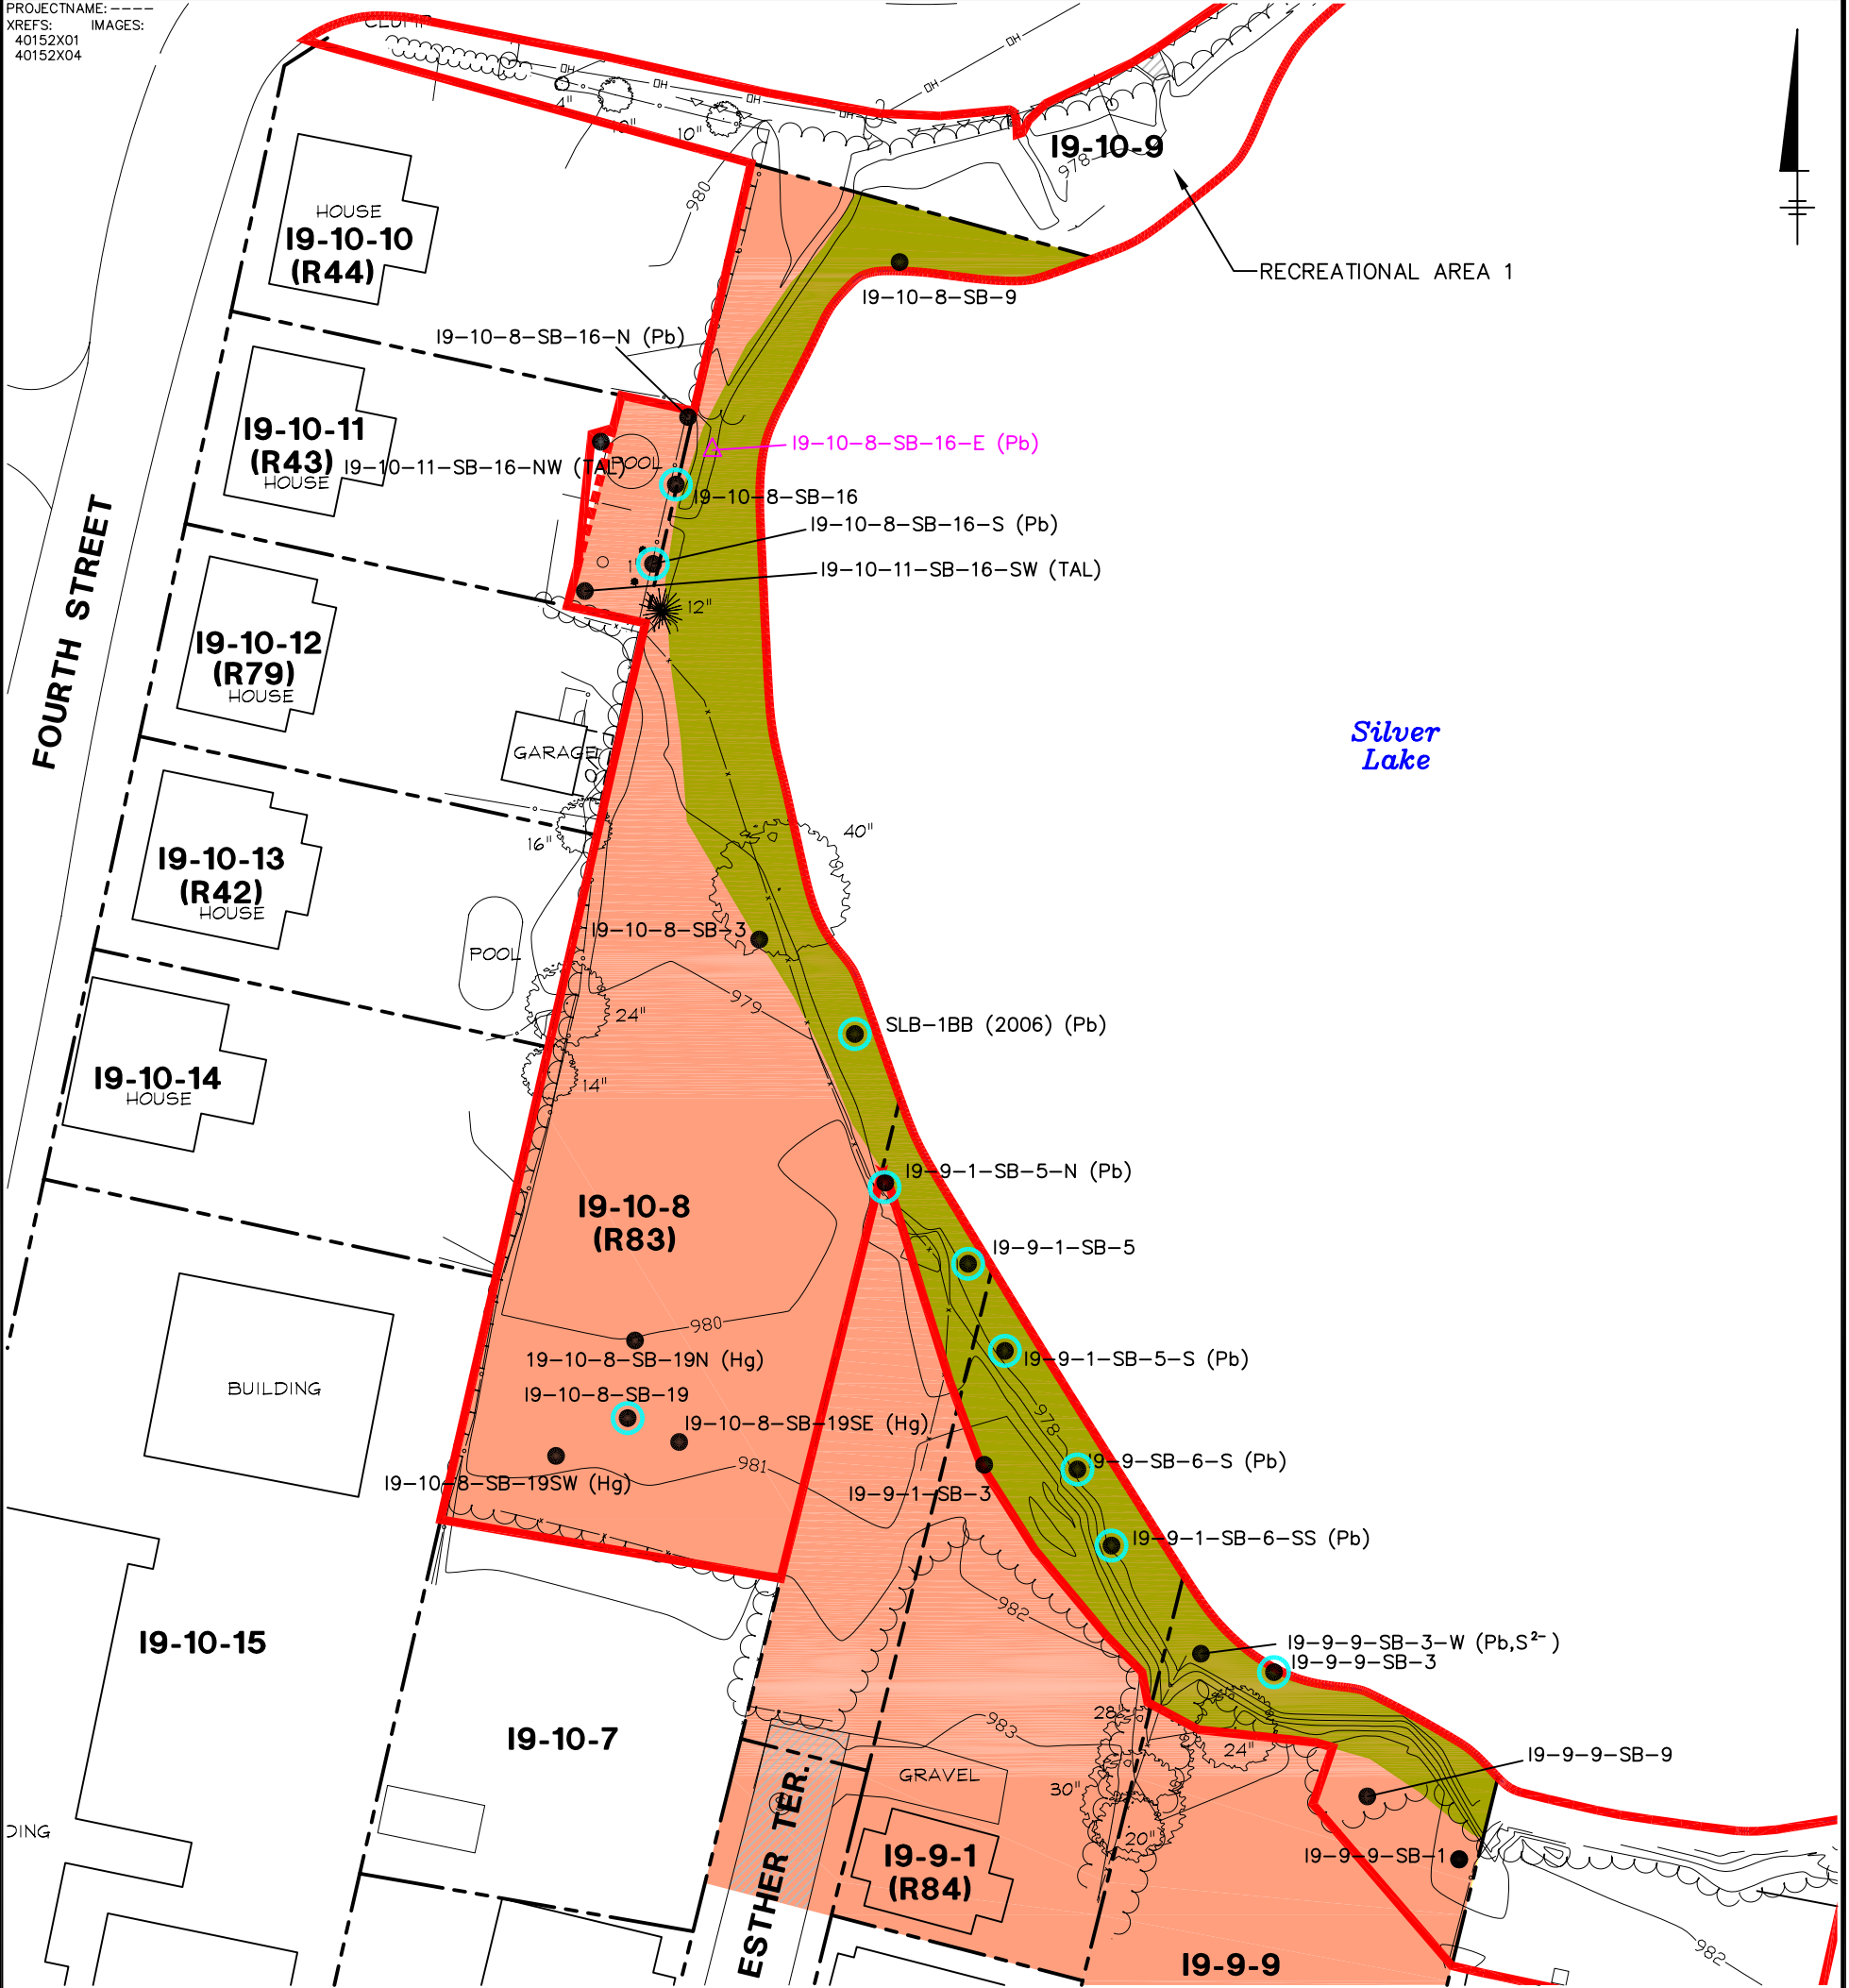 PROJECTNAME: ----
XREFS: IMAGES:
40152X01
40152X04
CLUMP
OH
OH
OH
OH
OH
OH
4"
10"
10"
I9-10-9
978
980
RECREATIONAL AREA 1
HOUSE
I9-10-10
(R44)
I9-10-8-SB-9
I9-10-8-SB-16-N (Pb)
I9-10-11
(R43)
HOUSE
I9-10-8-SB-16-E (Pb)
I9-10-11-SB-16-NW (TAL)
POOL
I9-10-8-SB-16
I9-10-8-SB-16-S (Pb)
I9-10-11-SB-16-SW (TAL)
12"
FOURTH STREET
I9-10-12
(R79)
HOUSE
GARAGE
Silver
Lake
16"
40"
I9-10-13
(R42)
HOUSE
POOL
I9-10-8-SB-3
979
24"
SLB-1BB (2006) (Pb)
I9-10-14
HOUSE
14"
I9-9-1-SB-5-N (Pb)
I9-10-8
(R83)
I9-9-1-SB-5
980
19-10-8-SB-19N (Hg)
I9-9-1-SB-5-S (Pb)
BUILDING
I9-10-8-SB-19
I9-10-8-SB-19SE (Hg)
978
981
I9-9-SB-6-S (Pb)
I9-10-8-SB-19SW (Hg)
I9-9-1-SB-3
I9-9-1-SB-6-SS (Pb)
982
I9-10-15
I9-9-9-SB-3-W (Pb,S²⁻)
I9-9-9-SB-3
28"
983
24"
I9-10-7
I9-9-9-SB-9
GRAVEL
30"
DING
20"
I9-9-1
(R84)
I9-9-9-SB-1
ESTHER TER.
I9-9-9
982